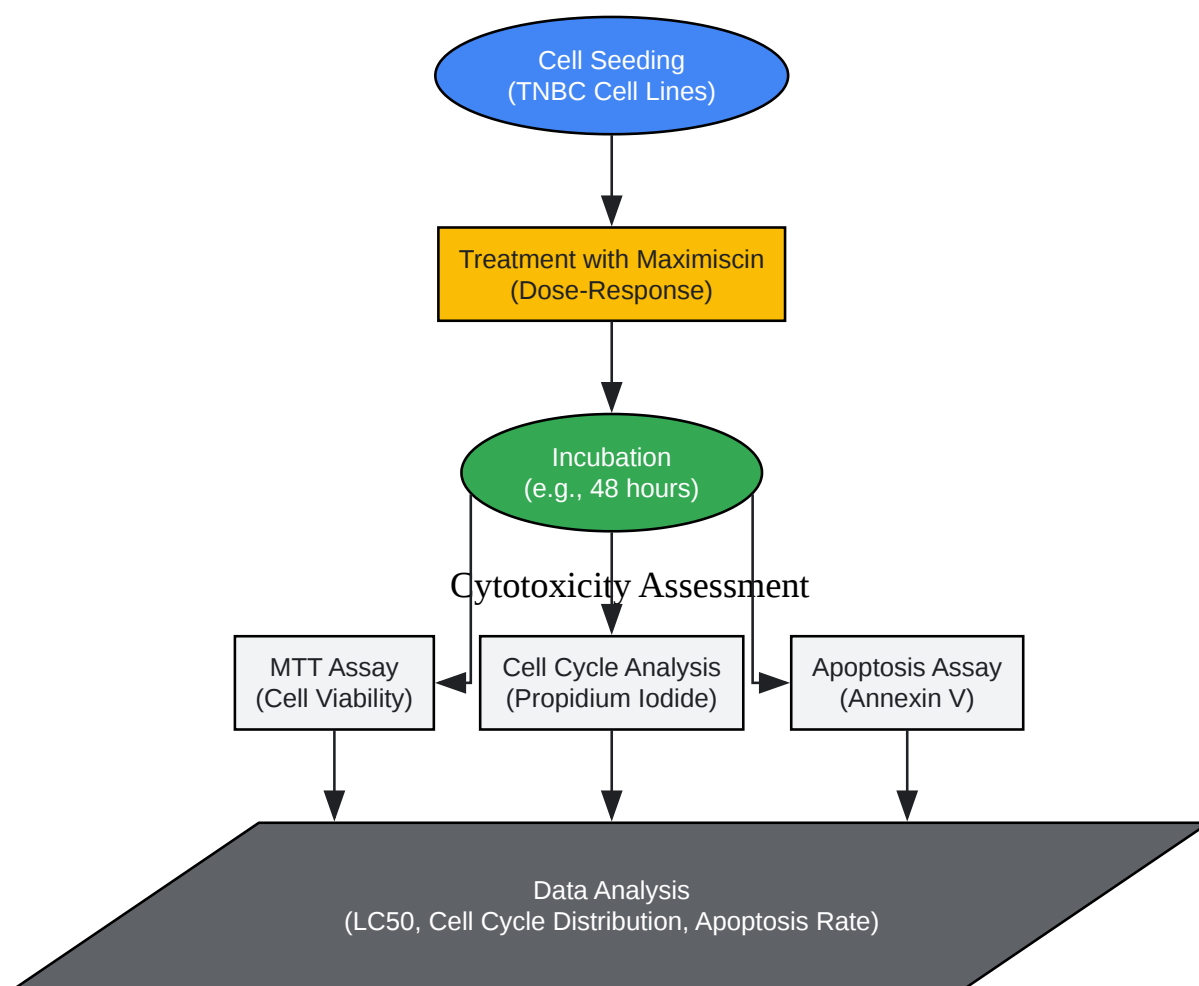 Cell Seeding
(TNBC Cell Lines)
Treatment with Maximiscin
(Dose-Response)
Incubation
(e.g., 48 hours)
Cytotoxicity Assessment
MTT Assay
(Cell Viability)
Cell Cycle Analysis
(Propidium Iodide)
Apoptosis Assay
(Annexin V)
Data Analysis
(LC50, Cell Cycle Distribution, Apoptosis Rate)